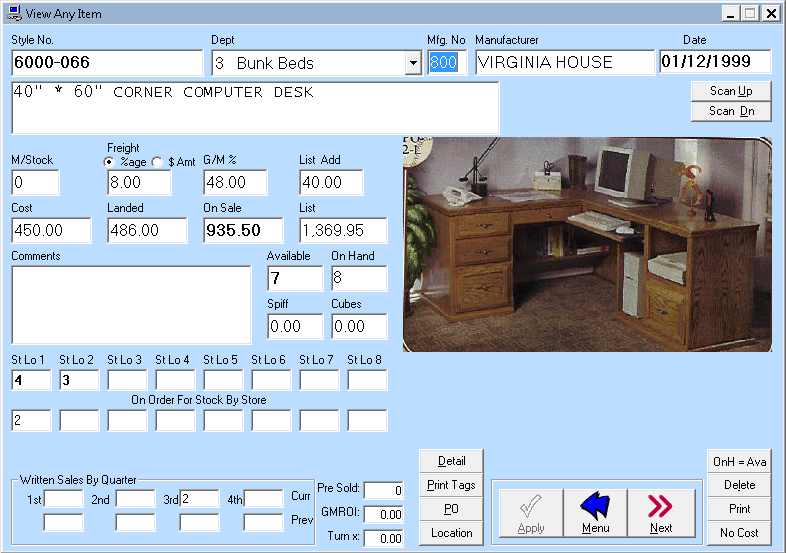 View Any Item
Style No. Dept Mfg. No Manufacturer Date
6000-066 3 Bunk Beds 800 VIRGINIA HOUSE 01/12/1999
40" * 60" CORNER COMPUTER DESK
Scan Up
Scan Dn
Freight
M/Stock %age $ Amt G/M % List Add
0 8.00 48.00 40.00
Cost Landed On Sale List
450.00 486.00 935.50 1,369.95
Comments Available On Hand
7 8
Spiff Cubes
0.00 0.00
St Lo 1 St Lo 2 St Lo 3 St Lo 4 St Lo 5 St Lo 6 St Lo 7 St Lo 8
4 3
On Order For Stock By Store
2
Written Sales By Quarter
1st 2nd 3rd 2 4th Curr
Prev
Pre Sold: 0
GMROI: 0.00
Turn x: 0.00
Detail
Print Tags
PO
Location
Apply Menu Next
OnH = Ava
Delete
Print
No Cost